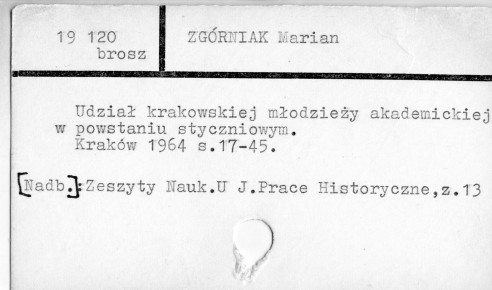 19 120
brosz
ZGÓRNIAK Marian
Udział krakowskiej młodzieży akademickiej
w powstaniu styczniowym.
Kraków 1964 s.17-45.
[Nadb.]:Zeszyty Nauk.U J.Prace Historyczne,z.13